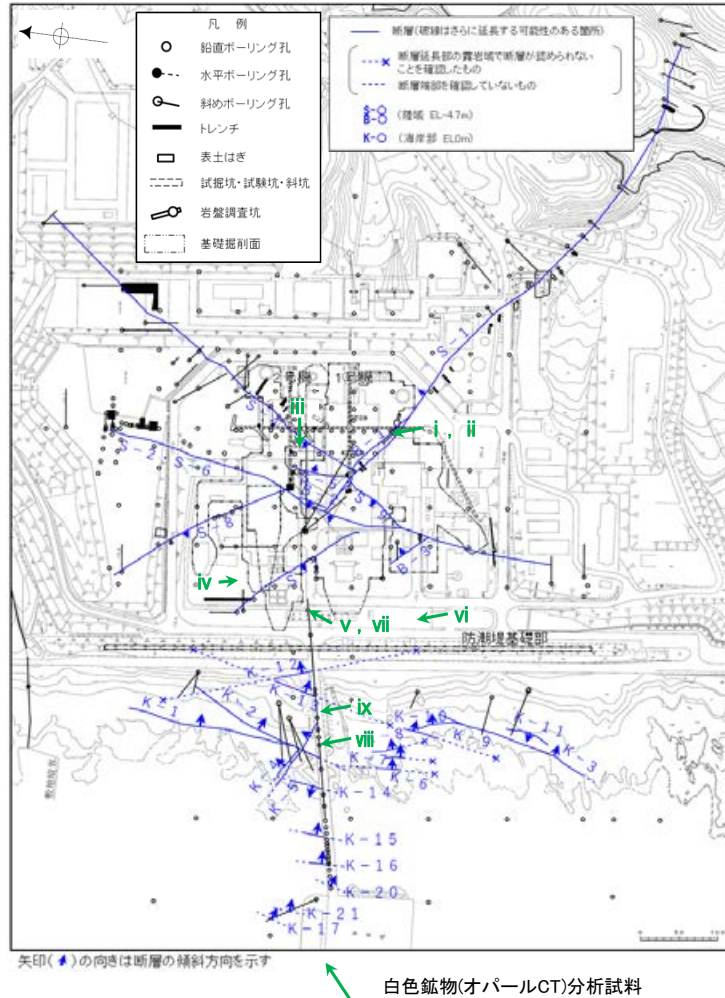 凡　例
鉛直ボーリング孔
水平ボーリング孔
斜めボーリング孔
トレンチ
表土はぎ
試掘坑・試験坑・斜坑
岩盤調査坑
基礎掘削面
断層(破線はさらに延長する可能性のある箇所)
断層延長部の露岩域で断層が認められない
ことを確認したもの
断層端部を確認していないもの
S-○
B-○
(陸域 EL-4.7m)
K-○ (海岸部 EL0m)
S-1
2号機 1号機
iii
i , ii
S-2・S-6
S-8
S-9
B-3
iv
v , vii
vi
防潮堤基礎部
K-12
K-13
K-1
K-2
ix
viii
K-10
K-11
K-9
K-3
K-7
K-6
K-4
K-5
K-14
K-15
K-16
K-20
K-21
K-17
矢印( )の向きは断層の傾斜方向を示す
白色鉱物(オパールCT)分析試料